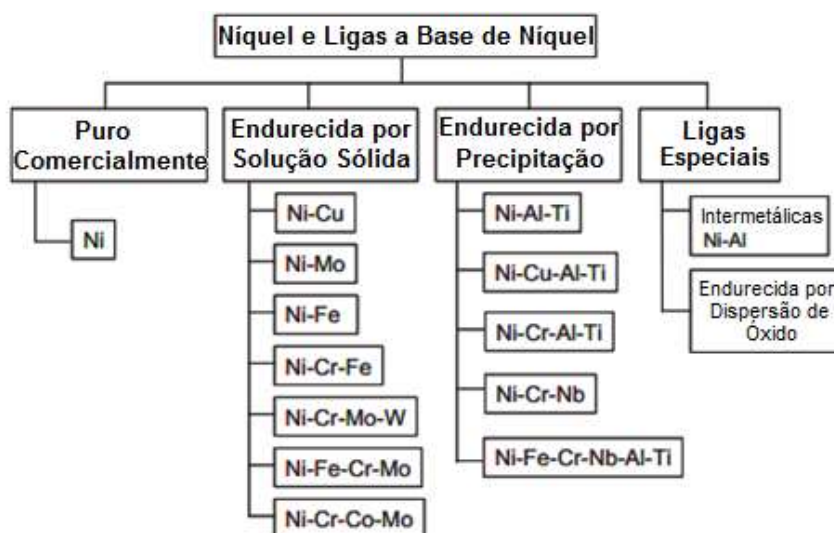 Níquel e Ligas a Base de Níquel
Puro
Comercialmente
Ni
Endurecida por
Solução Sólida
Ni-Cu
Ni-Mo
Ni-Fe
Ni-Cr-Fe
Ni-Cr-Mo-W
Ni-Fe-Cr-Mo
Ni-Cr-Co-Mo
Endurecida por
Precipitação
Ni-Al-Ti
Ni-Cu-Al-Ti
Ni-Cr-Al-Ti
Ni-Cr-Nb
Ni-Fe-Cr-Nb-Al-Ti
Ligas
Especiais
Intermetálicas
Ni-Al
Endurecida por
Dispersão de
Óxido